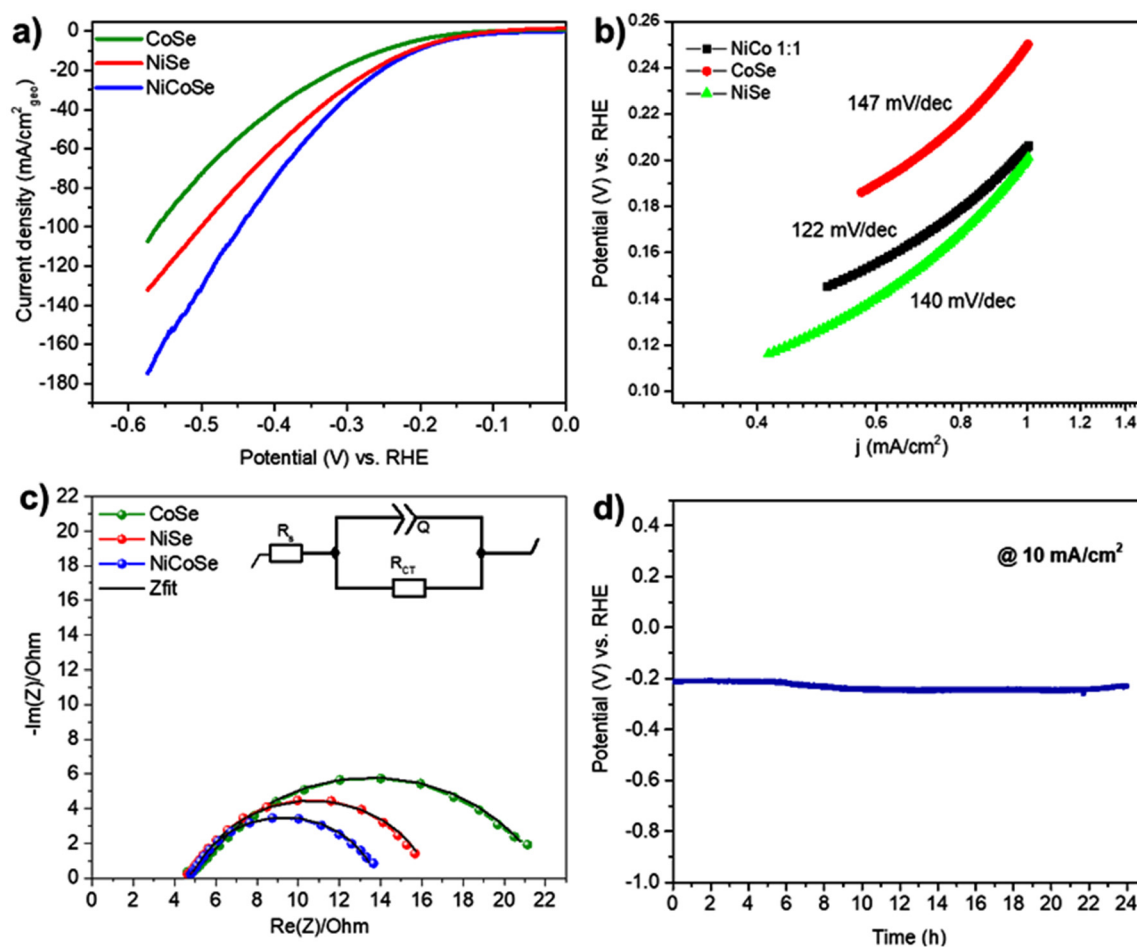 a)
CoSe
NiSe
NiCoSe
0
-20
-40
-60
-80
-100
-120
-140
-160
-180
Current density (mA/cm²geo)
-0.6 -0.5 -0.4 -0.3 -0.2 -0.1 0.0
Potential (V) vs. RHE
b)
NiCo 1:1
CoSe
NiSe
147 mV/dec
122 mV/dec
140 mV/dec
0.26
0.24
0.22
0.20
0.18
0.16
0.14
0.12
0.10
Potential (V) vs. RHE
0.4 0.6 0.8 1 1.2 1.4
j (mA/cm²)
c)
CoSe
NiSe
NiCoSe
Zfit
Rs
Q
RCT
22
20
18
16
14
12
10
8
6
4
2
0
-Im(Z)/Ohm
0 2 4 6 8 10 12 14 16 18 20 22
Re(Z)/Ohm
d)
@ 10 mA/cm²
0.4
0.2
0.0
-0.2
-0.4
-0.6
-0.8
-1.0
Potential (V) vs. RHE
0 2 4 6 8 10 12 14 16 18 20 22 24
Time (h)